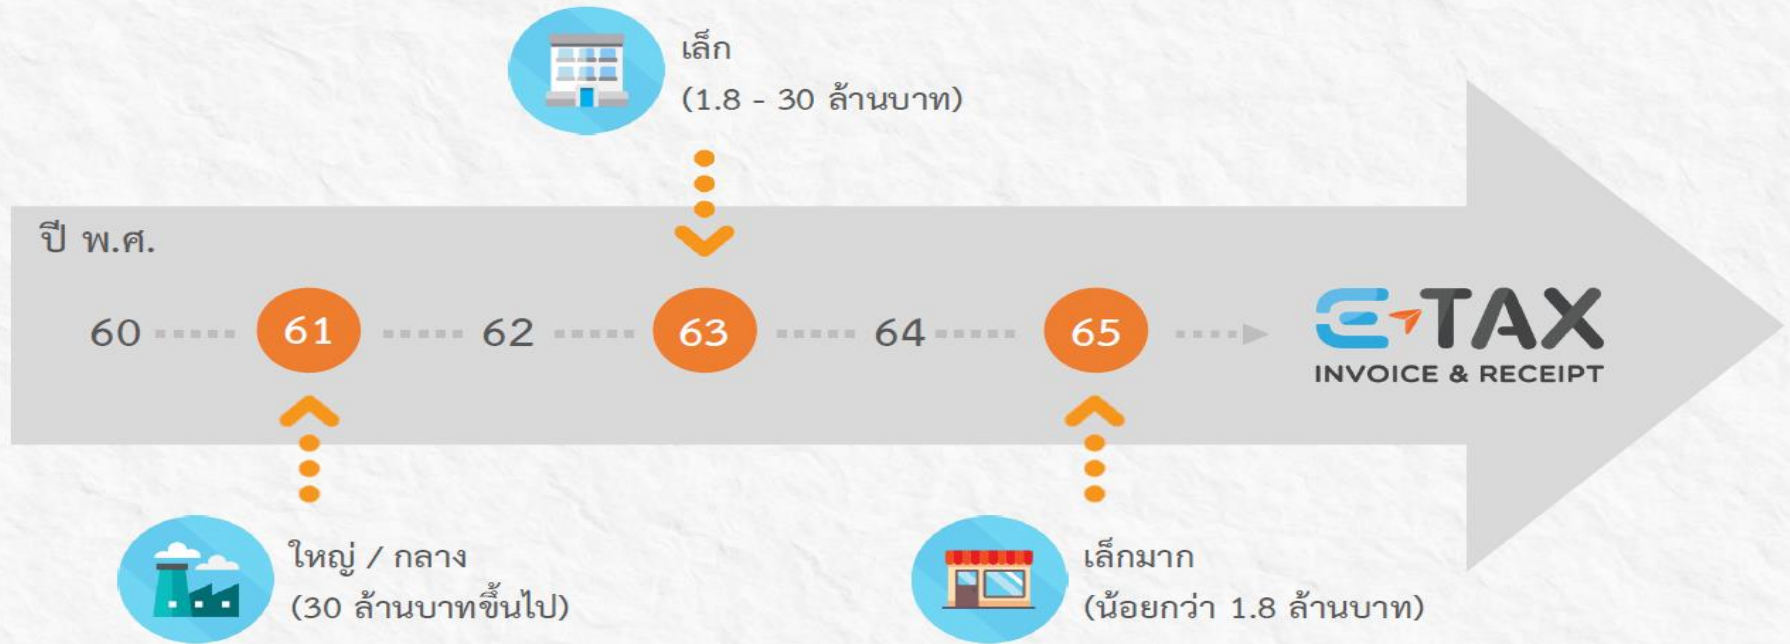 เล็ก
(1.8 - 30 ล้านบาท)
ปี พ.ศ.
60 61 62 63 64 65
E-TAX
INVOICE & RECEIPT
ใหญ่ / กลาง
(30 ล้านบาทขึ้นไป)
เล็กมาก
(น้อยกว่า 1.8 ล้านบาท)